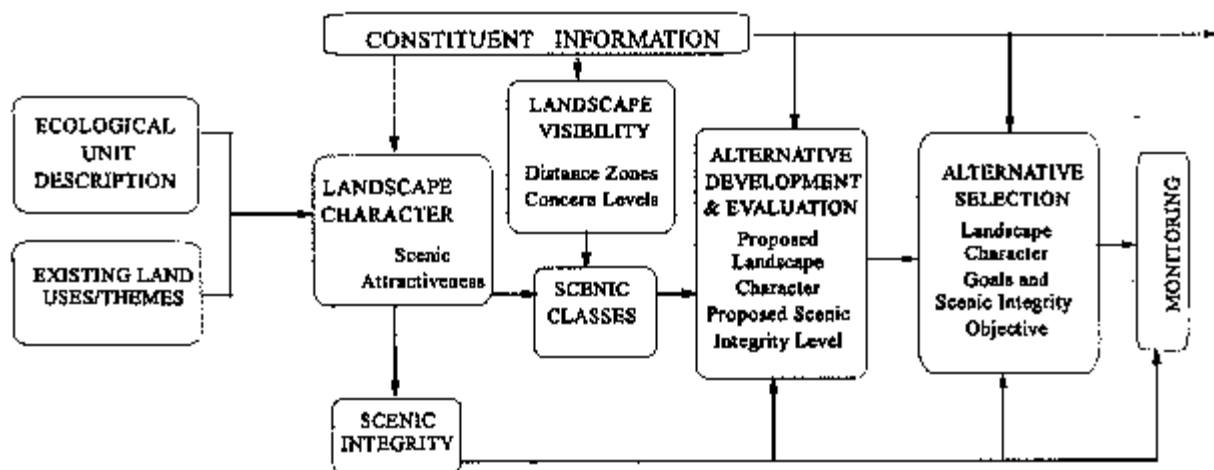 CONSTITUENT INFORMATION
ECOLOGICAL
UNIT
DESCRIPTION
EXISTING LAND
USES/THEMES
LANDSCAPE
CHARACTER
Scenic
Attractiveness
LANDSCAPE
VISIBILITY
Distance Zones
Concern Levels
SCENIC
CLASSES
SCENIC
INTEGRITY
ALTERNATIVE
DEVELOPMENT
& EVALUATION
Proposed
Landscape
Character
Proposed Scenic
Integrity Level
ALTERNATIVE
SELECTION
Landscape
Character
Goals and
Scenic Integrity
Objective
MONITORING